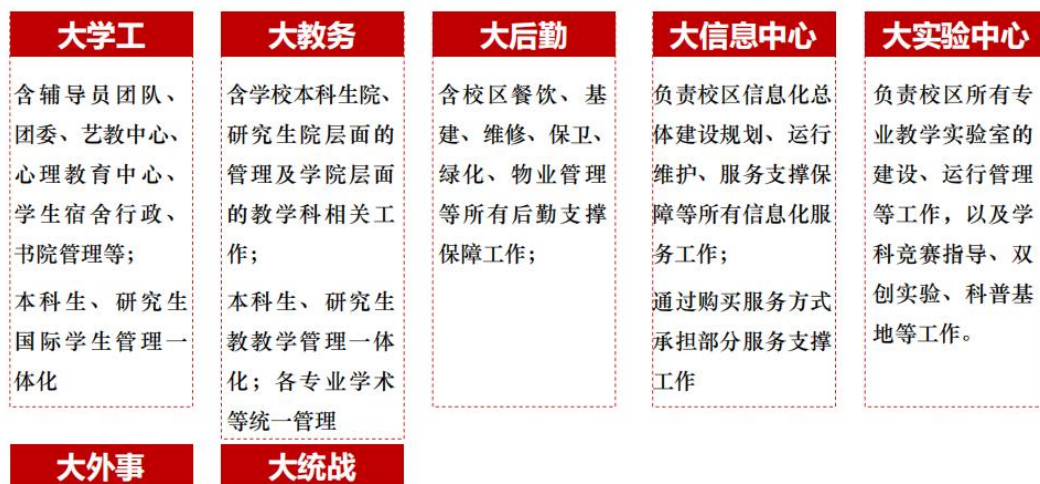 大学工
含辅导员团队、
团委、艺教中心、
心理教育中心、
学生宿舍行政、
书院管理等；
本科生、研究生
国际学生管理一
体化
大教务
含学校本科生院、
研究生院层面的
管理及学院层面
的教学科相关工
作；
本科生、研究生
教教学管理一体
化；各专业学术
等统一管理
大后勤
含校区餐饮、基
建、维修、保卫、
绿化、物业管理
等所有后勤支撑
保障工作；
大信息中心
负责校区信息化总
体建设规划、运行
维护、服务支撑保
障等所有信息化服
务工作；
通过购买服务方式
承担部分服务支撑
工作
大实验中心
负责校区所有专
业教学实验室的
建设、运行管理
等工作，以及学
科竞赛指导、双
创实验、科普基
地等工作。
大外事
大统战